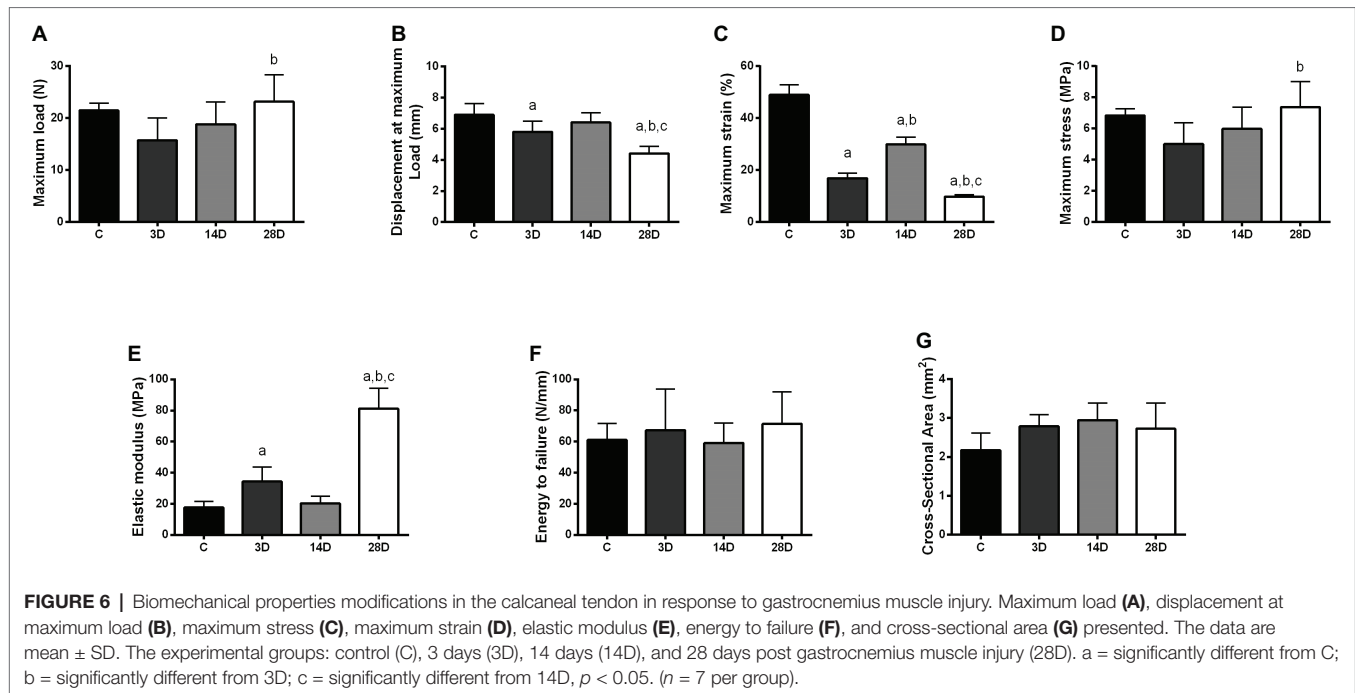 A
Maximum load (N)
30
20
10
0
b
C 3D 14D 28D
B
Displacement at maximum
Load (mm)
10
8
6
4
2
0
a
a,b,c
C 3D 14D 28D
C
Maximum strain (%)
60
40
20
0
a
a,b
a,b,c
C 3D 14D 28D
D
Maximum stress (MPa)
10
8
6
4
2
0
b
C 3D 14D 28D
E
Elastic modulus (MPa)
100
80
60
40
20
0
a
a,b,c
C 3D 14D 28D
F
Energy to failure (N/mm)
100
80
60
40
20
0
C 3D 14D 28D
G
Cross-Sectional Area (mm²)
4
3
2
1
0
C 3D 14D 28D
FIGURE 6 | Biomechanical properties modifications in the calcaneal tendon in response to gastrocnemius muscle injury. Maximum load (A), displacement at
maximum load (B), maximum stress (C), maximum strain (D), elastic modulus (E), energy to failure (F), and cross-sectional area (G) presented. The data are
mean ± SD. The experimental groups: control (C), 3 days (3D), 14 days (14D), and 28 days post gastrocnemius muscle injury (28D). a = significantly different from C;
b = significantly different from 3D; c = significantly different from 14D, p < 0.05. (n = 7 per group).